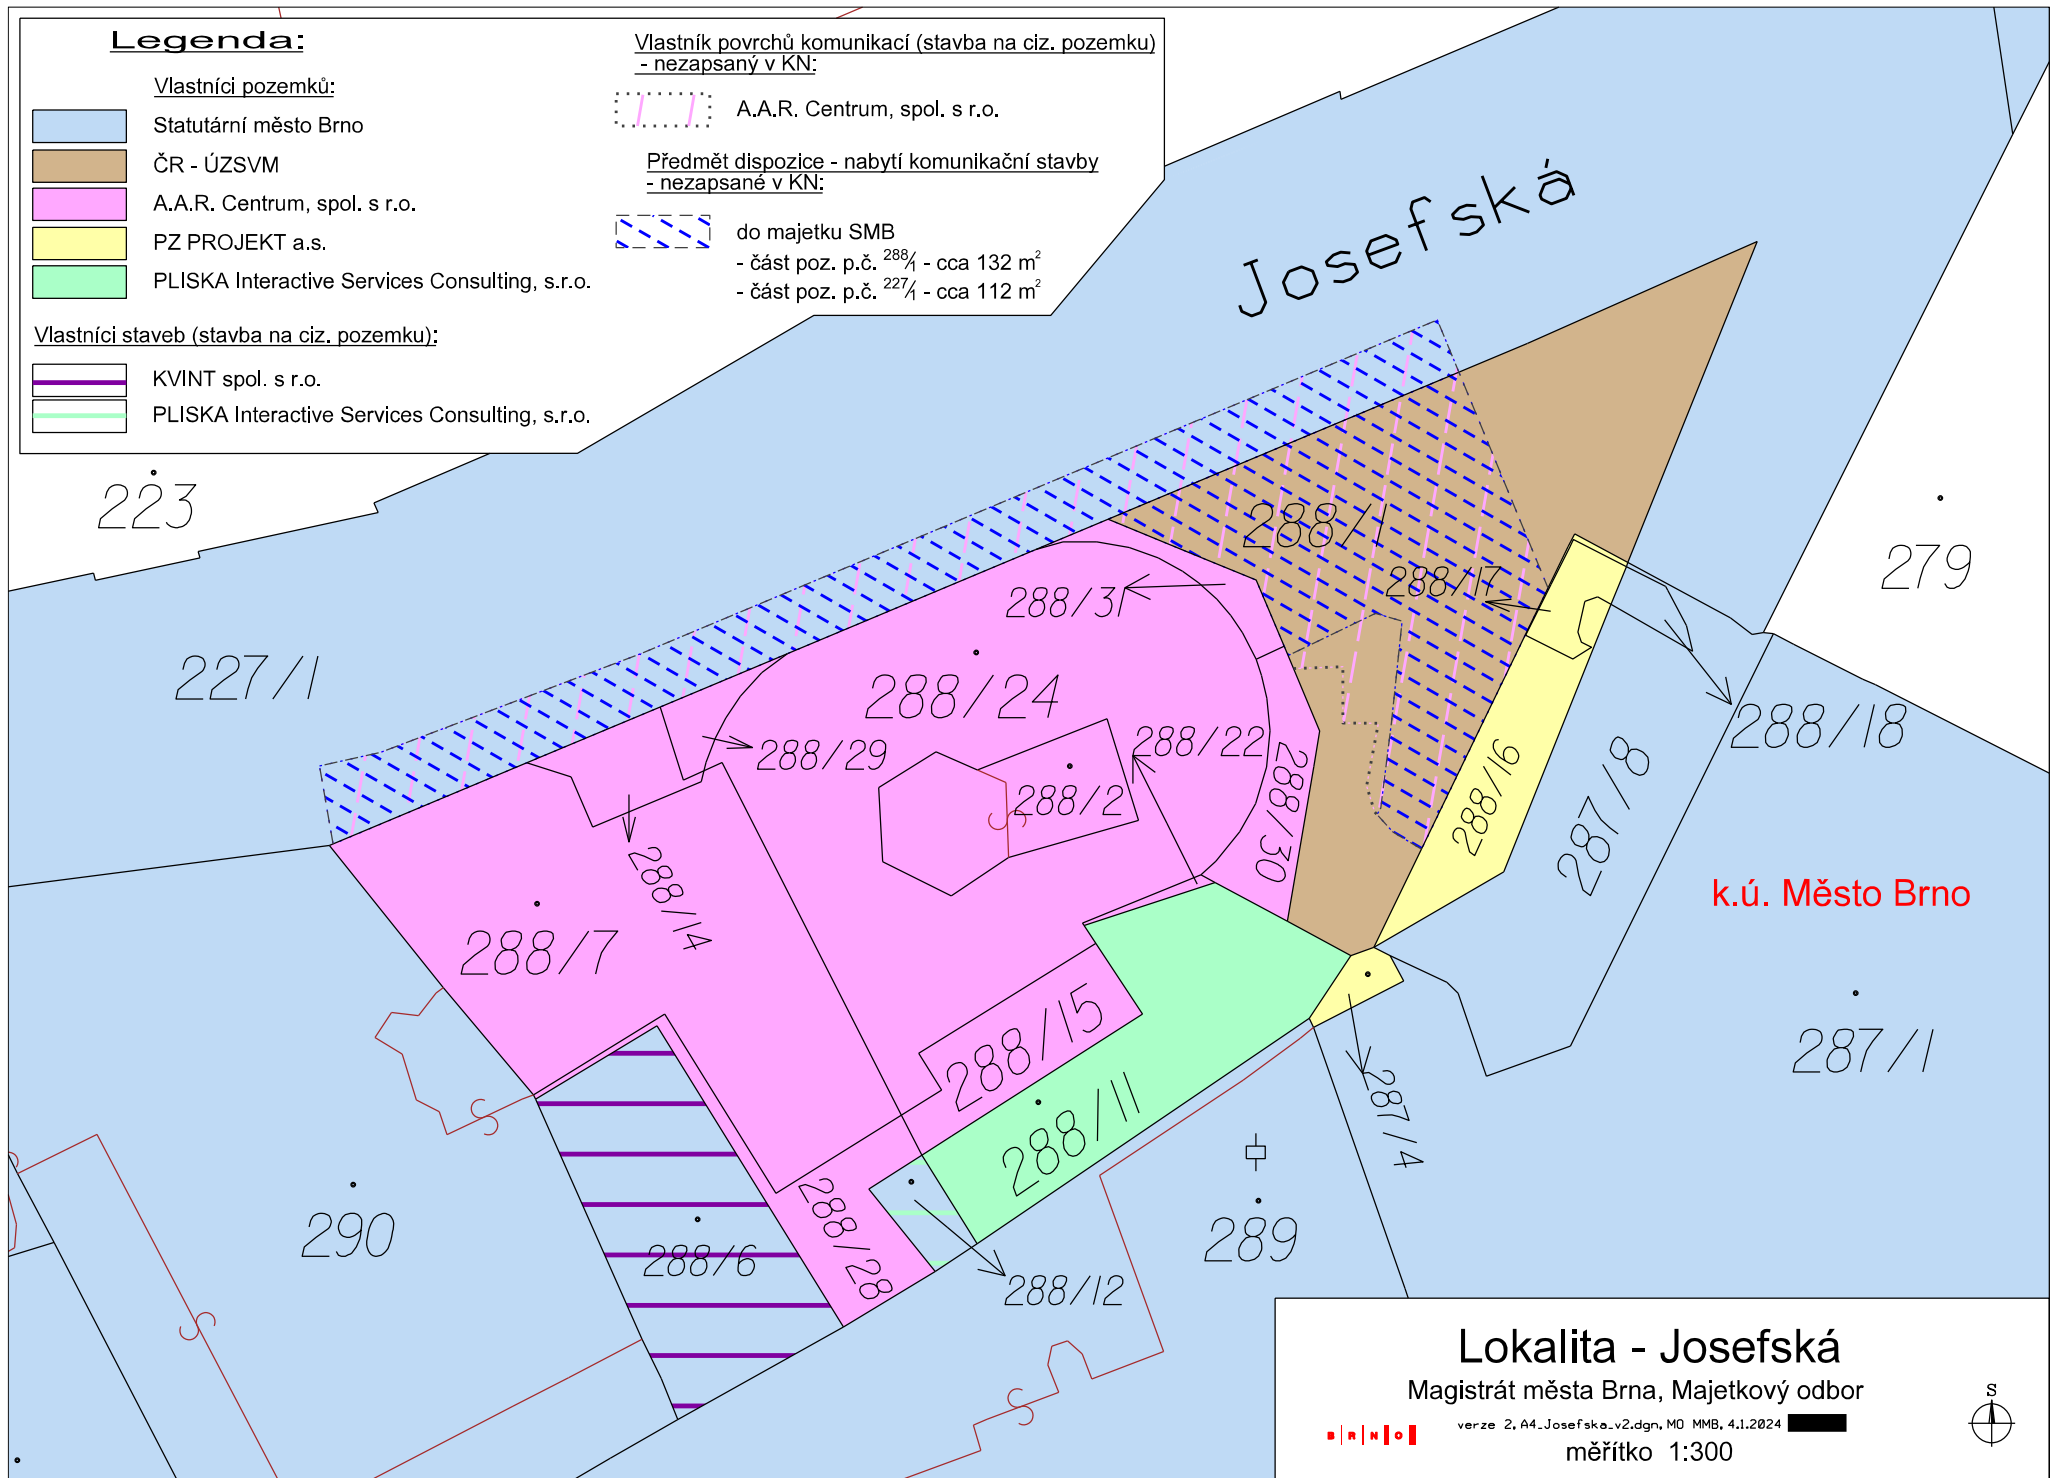 Legenda:
Vlastníci pozemků:
Statutární město Brno
ČR - ÚZSVM
A.A.R. Centrum, spol. s r.o.
PZ PROJEKT a.s.
PLISKA Interactive Services Consulting, s.r.o.
Vlastníci staveb (stavba na ciz. pozemku):
KVINT spol. s r.o.
PLISKA Interactive Services Consulting, s.r.o.
Vlastník povrchů komunikací (stavba na ciz. pozemku)
- nezapsaný v KN:
A.A.R. Centrum, spol. s r.o.
Předmět dispozice - nabytí komunikační stavby
- nezapsané v KN:
do majetku SMB
- část poz. p.č. 288/1 - cca 132 m²
- část poz. p.č. 227/1 - cca 112 m²
Josefská
223
288/1
279
288/17
288/31
227/1
288/24
288/18
288/29
288/22
288/2
288/30
288/16
287/8
288/14
k.ú. Město Brno
288/7
288/15
287/1
288/11
287/4
290
288/6
288/28
289
288/12
Lokalita - Josefská
Magistrát města Brna, Majetkový odbor
verze 2, A4_Josefska_v2.dgn, MO MMB, 4.1.2024
BRNO
měřítko 1:300
S